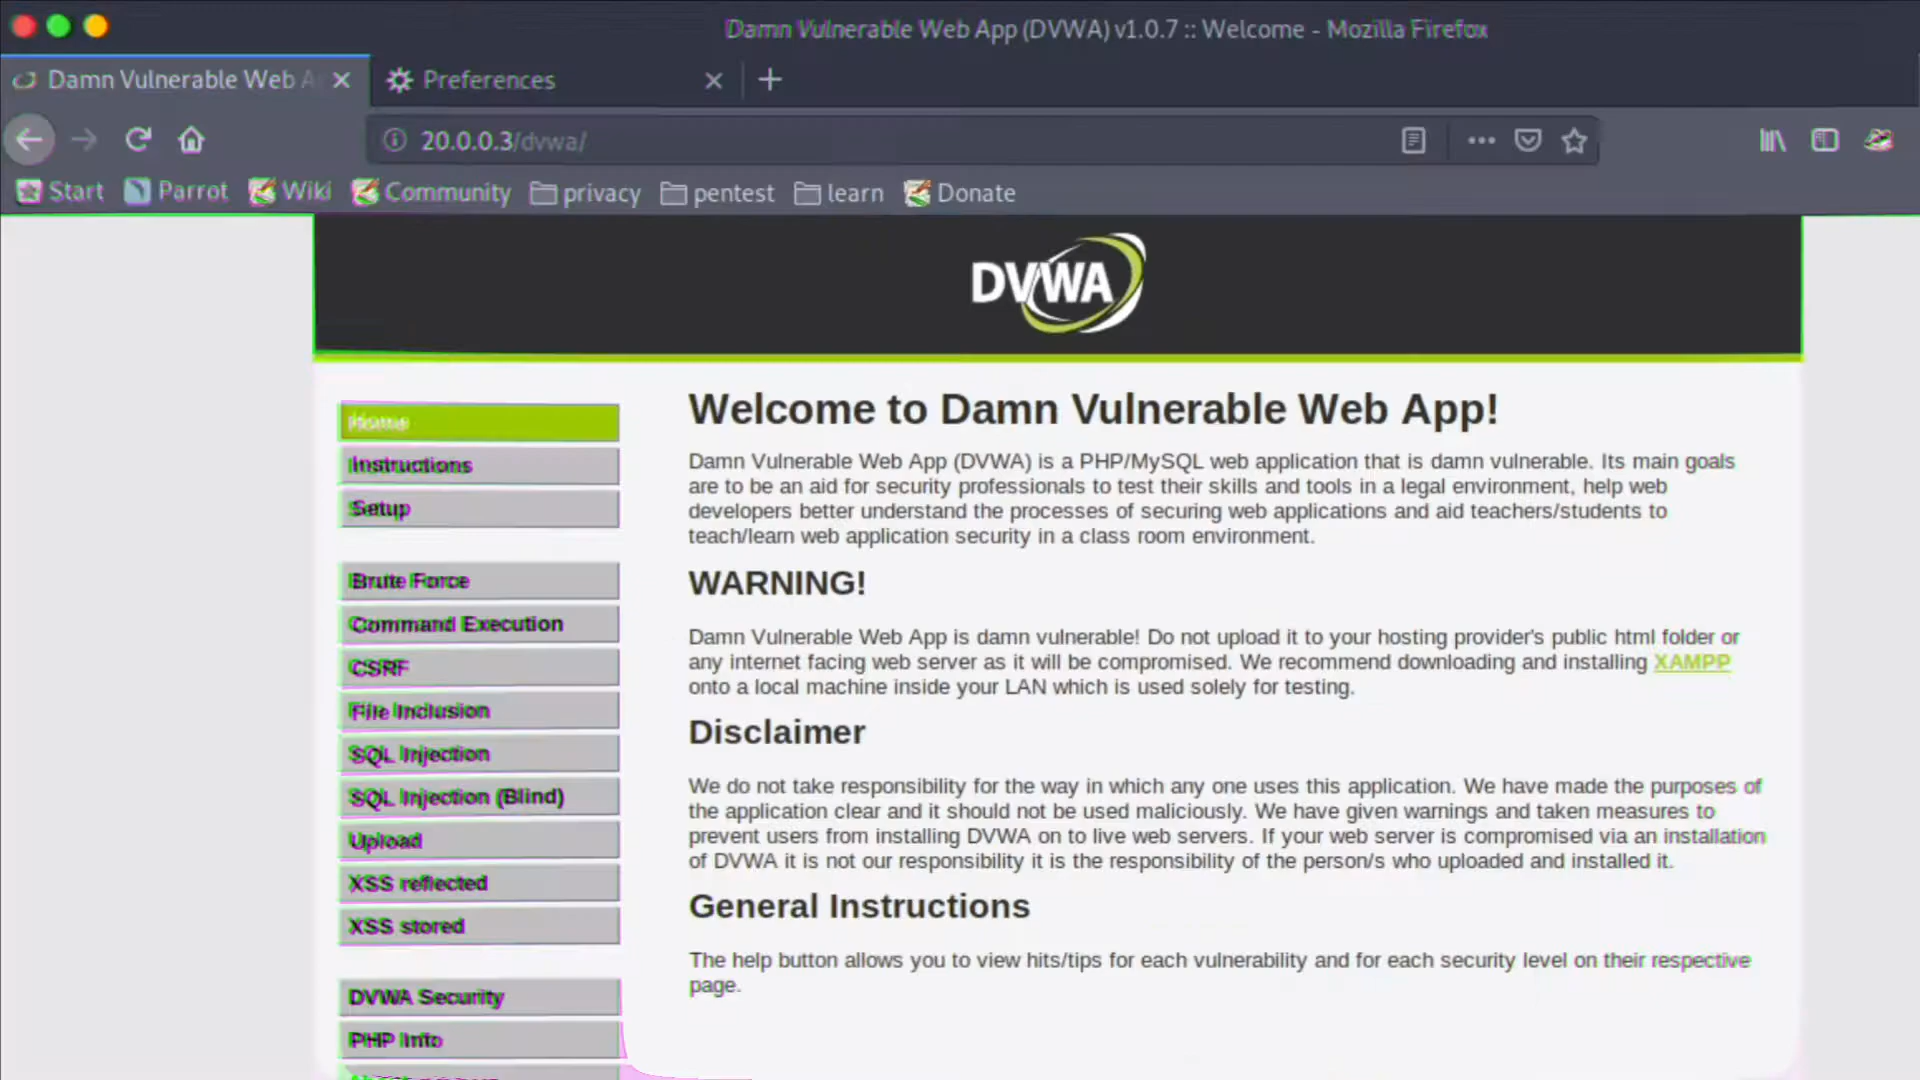 Damn Vulnerable Web App (DVWA) v1.0.7 :: Welcome - Mozilla Firefox
Damn Vulnerable Web A
Preferences
20.0.0.3/dvwa/
Start Parrot Wiki Community privacy pentest learn Donate
DVWA
Home
Instructions
Setup
Brute Force
Command Execution
CSRF
File Inclusion
SQL Injection
SQL Injection (Blind)
Upload
XSS reflected
XSS stored
DVWA Security
PHP Info
Welcome to Damn Vulnerable Web App!
Damn Vulnerable Web App (DVWA) is a PHP/MySQL web application that is damn vulnerable. Its main goals
are to be an aid for security professionals to test their skills and tools in a legal environment, help web
developers better understand the processes of securing web applications and aid teachers/students to
teach/learn web application security in a class room environment.
WARNING!
Damn Vulnerable Web App is damn vulnerable! Do not upload it to your hosting provider's public html folder or
any internet facing web server as it will be compromised. We recommend downloading and installing XAMPP
onto a local machine inside your LAN which is used solely for testing.
Disclaimer
We do not take responsibility for the way in which any one uses this application. We have made the purposes of
the application clear and it should not be used maliciously. We have given warnings and taken measures to
prevent users from installing DVWA on to live web servers. If your web server is compromised via an installation
of DVWA it is not our responsibility it is the responsibility of the person/s who uploaded and installed it.
General Instructions
The help button allows you to view hits/tips for each vulnerability and for each security level on their respective
page.